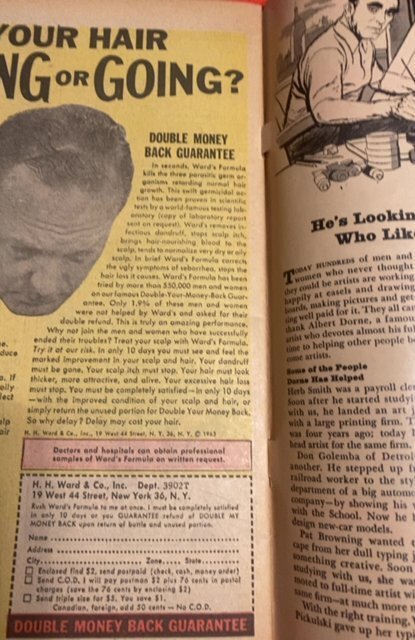 YOUR HAIR
NG OR GOING?
DOUBLE MONEY
BACK GUARANTEE
In seconds, Ward's Formula
kills the three parasitic germ or-
ganisms retarding normal hair
growth. This swift germicidal ac-
tion has been proven in scientific
tests by a world-famous testing lab-
oratory (copy of laboratory report
sent on request). Ward's removes in-
fectious dandruff, stops scalp itch,
brings hair-nourishing blood to the
scalp, tends to normalize very dry or oily
scalp. In brief Ward's Formula corrects
the ugly symptoms of seborrhea, stops the
hair loss it causes. Ward's Formula has been
tried by more than 550,000 men and women
on our famous Double-Your-Money-Back Guar-
antee. Only 1.9% of these men and women
were not helped by Ward's and asked for their
double refund. This is truly an amazing performance.
Why not join the men and women who have successfully
ended their troubles? Treat your scalp with Ward's Formula.
Try it at our risk. In only 10 days you must see and feel the
marked improvement in your scalp and hair. Your dandruff
must be gone. Your scalp itch must stop. Your hair must look
thicker, more attractive, and alive. Your excessive hair loss
must stop. You must be completely satisfied—in only 10 days
—with the improved condition of your scalp and hair, or
simply return the unused portion for Double Your Money Back.
So why delay? Delay may cost your hair.
H. H. Ward & Co., Inc., 19 West 44 Street, N. Y. 36, N. Y. © 1963
Doctors and hospitals can obtain professional
samples of Ward's Formula on written request.
H. H. Ward & Co., Inc. Dept. 3902T
19 West 44 Street, New York 36, N. Y.
Rush Ward's Formula to me at once. I must be completely satisfied
in only 10 days or you GUARANTEE refund of DOUBLE MY
MONEY BACK upon return of bottle and unused portion.
Name
Address
City Zone State
Enclosed find $2, send postpaid (check, cash, money order)
Send C.O.D. I will pay postman $2 plus 76 cents in postal
charges (save the 76 cents by enclosing $2)
Send triple size for $5. You save $1.
Canadian, foreign, add 50 cents — No C.O.D.
DOUBLE MONEY BACK GUARANTEE
He's Lookin
Who Like
TODAY HUNDREDS of men and
women who never though
they could be artists are working
happily at easels and drawing
boards, making pictures and get
ing well paid for it. They all can
thank Albert Dorne, a famous
artist who devotes almost his fu
time to helping other people be
come artists.
Some of the People
Dorne Has Helped
Herb Smith was a payroll cle
Soon after he started studyi
with us, he landed an art j
with a large printing firm. T
was four years ago; today
head artist for the same firm.
Don Golemba of Detroi
another. He stepped up f
railroad worker to the styl
department of a big autom
company—by showing his
with the School. Now he h
design new-car models.
Pat Browning wanted
cape from her dull typing j
something creative. Soon
studying with us, she wa
moted to full-artist wit
same firm—at much more
With the right training,
Pickulski gave up her